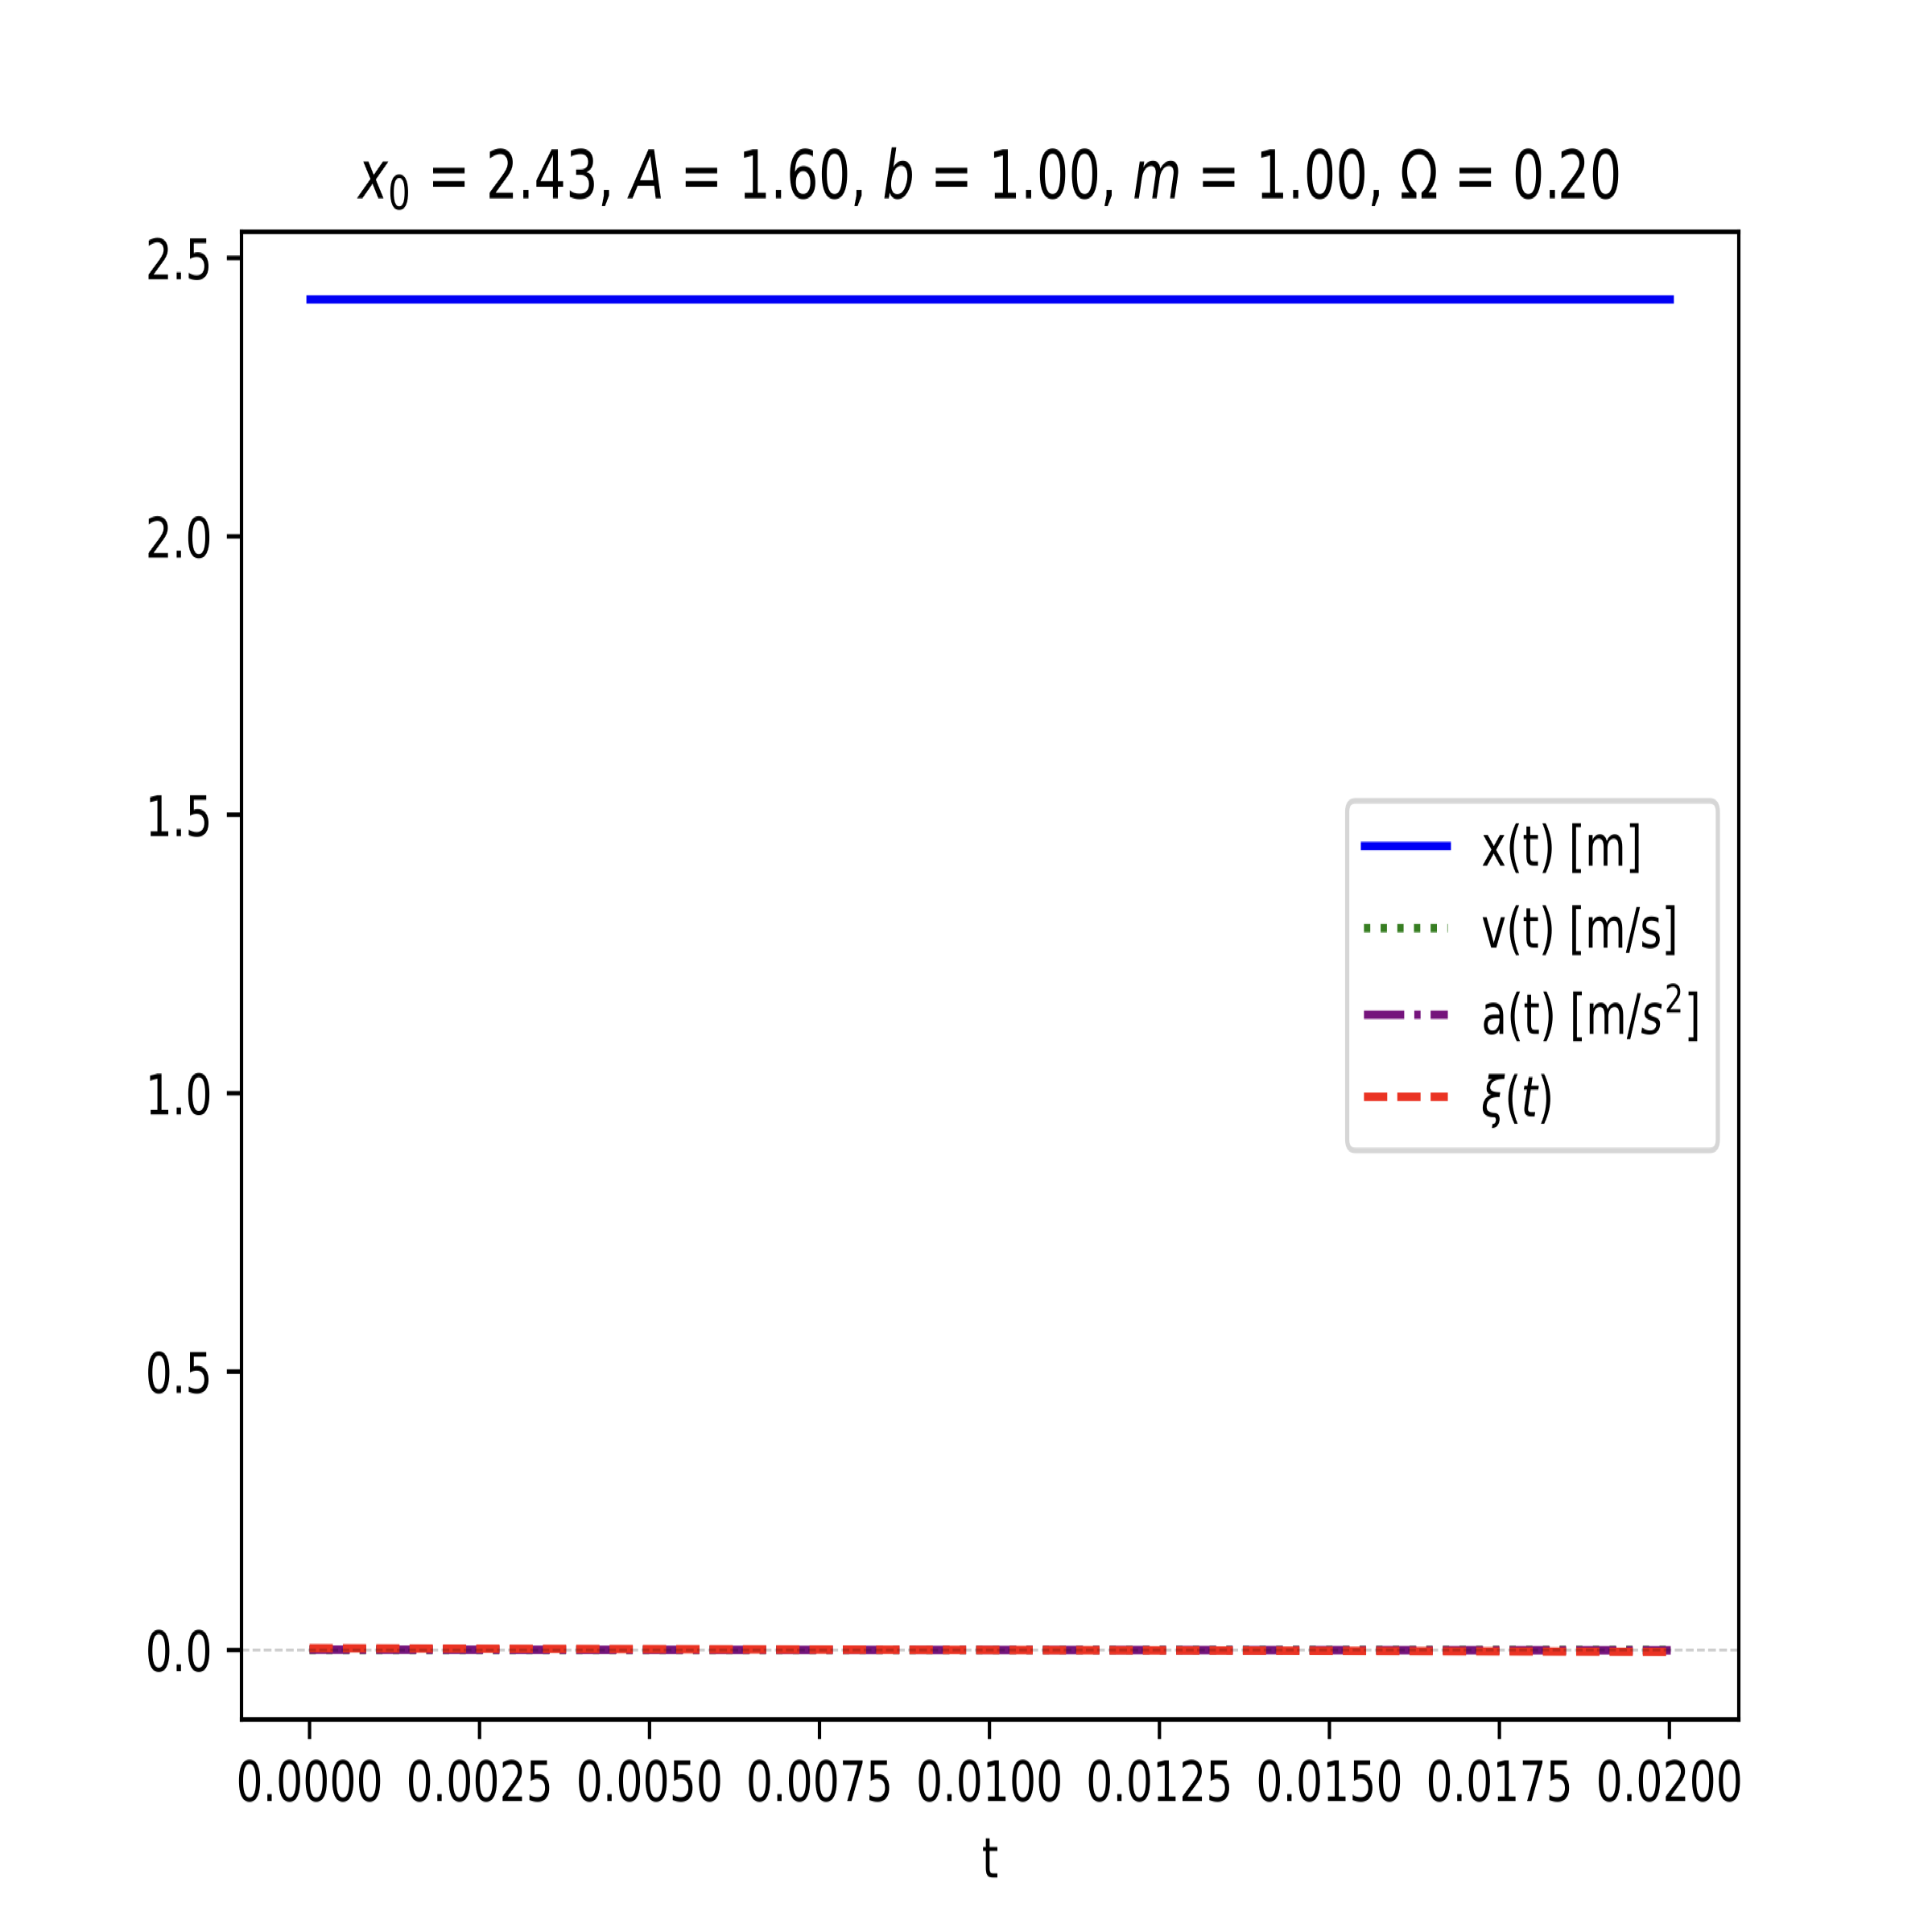 x₀ = 2.43, A = 1.60, b = 1.00, m = 1.00, Ω = 0.20
2.5
2.0
1.5
1.0
0.5
0.0
x(t) [m]
v(t) [m/s]
a(t) [m/s²]
ξ(t)
0.0000 0.0025 0.0050 0.0075 0.0100 0.0125 0.0150 0.0175 0.0200
t